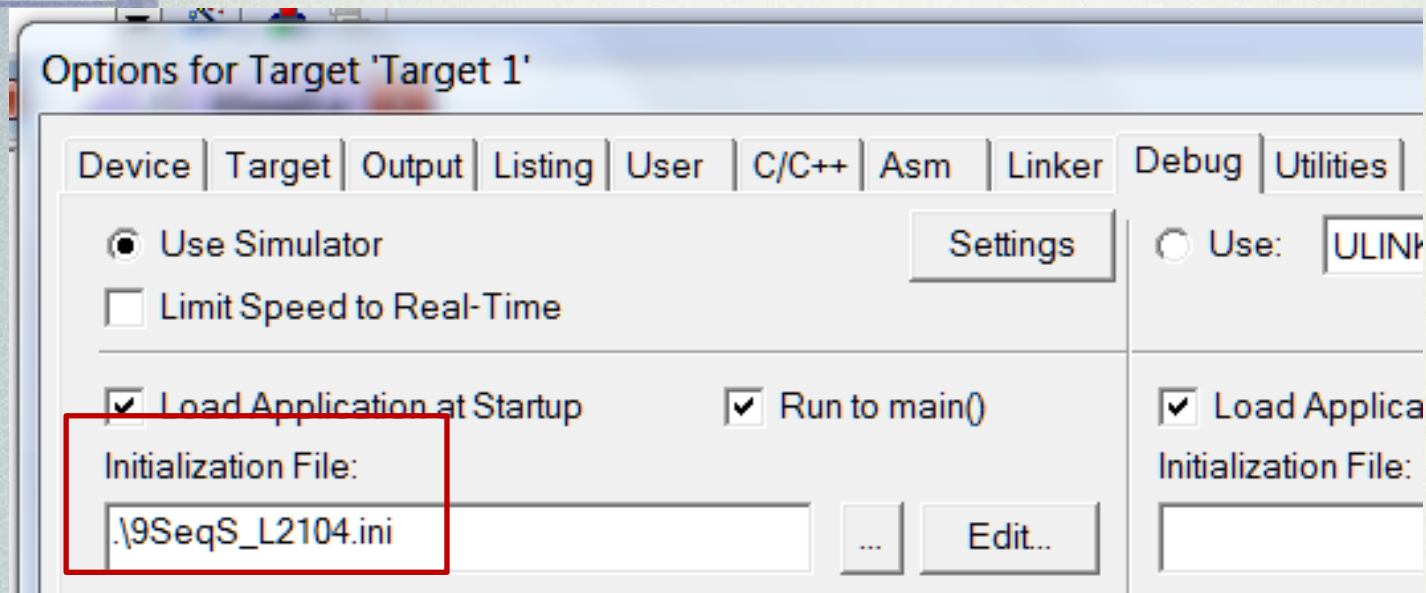 Options for Target 'Target 1'
Device Target Output Listing User C/C++ Asm Linker Debug Utilities
Use Simulator Settings Use:
Limit Speed to Real-Time
Load Application at Startup Run to main() Load
Initialization File: Initialization File:
.\9SeqS_L2104.ini ... Edit...